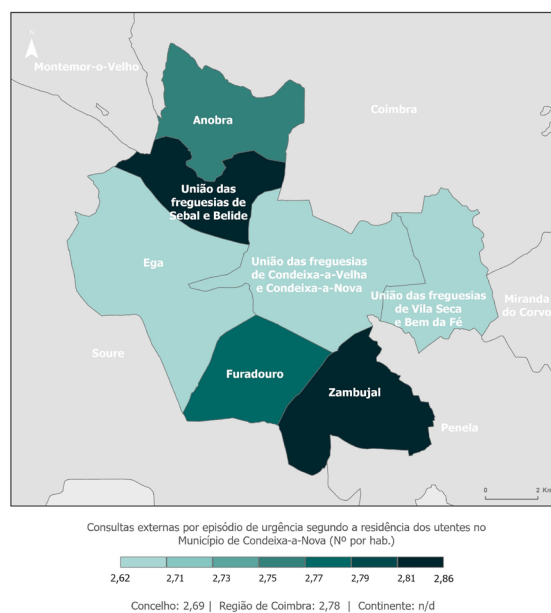 N
Montemor-o-Velho
Coimbra
Anobra
União das
freguesias de
Sebal e Belide
Ega
União das freguesias
de Condeixa-a-Velha
e Condeixa-a-Nova
União das freguesias
de Vila Seca
e Bem da Fé
Miranda
do Corvo
Soure
Furadouro
Zambujal
Penela
0 2 Km
Consultas externas por episódio de urgência segundo a residência dos utentes no
Município de Condeixa-a-Nova (Nº por hab.)
2,62 2,71 2,73 2,75 2,77 2,79 2,81 2,86
Concelho: 2,69 | Região de Coimbra: 2,78 | Continente: n/d